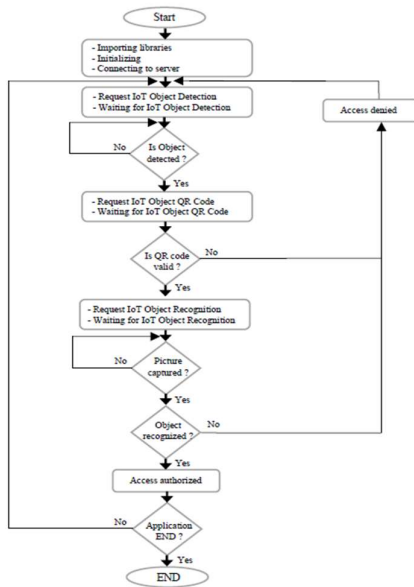 Start
- Importing libraries
- Initializing
- Connecting to server
- Request IoT Object Detection
- Waiting for IoT Object Detection
Access denied
No
Is Object
detected ?
Yes
- Request IoT Object QR Code
- Waiting for IoT Object QR Code
Is QR code
valid ?
No
Yes
- Request IoT Object Recognition
- Waiting for IoT Object Recognition
No
Picture
captured ?
Yes
Object
recognized ?
No
Yes
Access authorized
No
Application
END ?
Yes
END